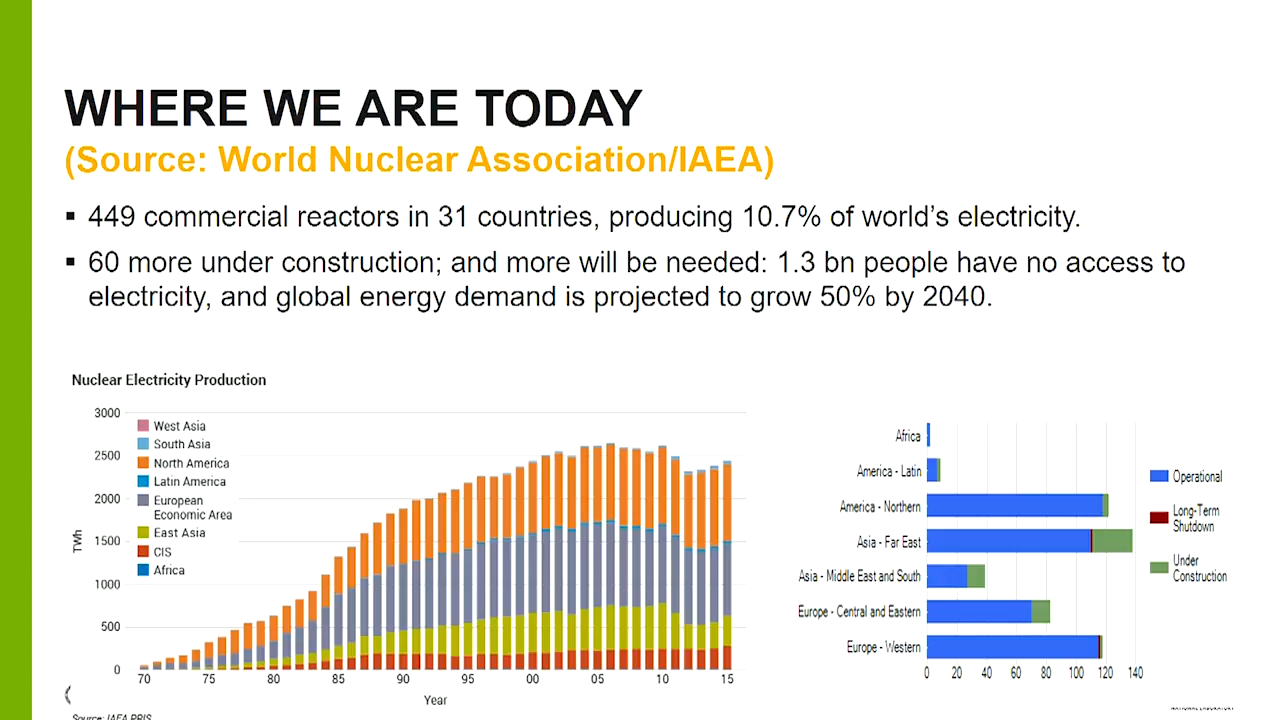 WHERE WE ARE TODAY
(Source: World Nuclear Association/IAEA)
▪ 449 commercial reactors in 31 countries, producing 10.7% of world's electricity.
▪ 60 more under construction; and more will be needed: 1.3 bn people have no access to
electricity, and global energy demand is projected to grow 50% by 2040.
Nuclear Electricity Production
3000
2500
2000
1500
1000
500
0
TWh
West Asia
South Asia
North America
Latin America
European
Economic Area
East Asia
CIS
Africa
70 75 80 85 90 95 00 05 10 15
Year
Source: IAEA PRIS
Africa
America - Latin
America - Northern
Asia - Far East
Asia - Middle East and South
Europe - Central and Eastern
Europe - Western
0 20 40 60 80 100 120 140
Operational
Long-Term
Shutdown
Under
Construction